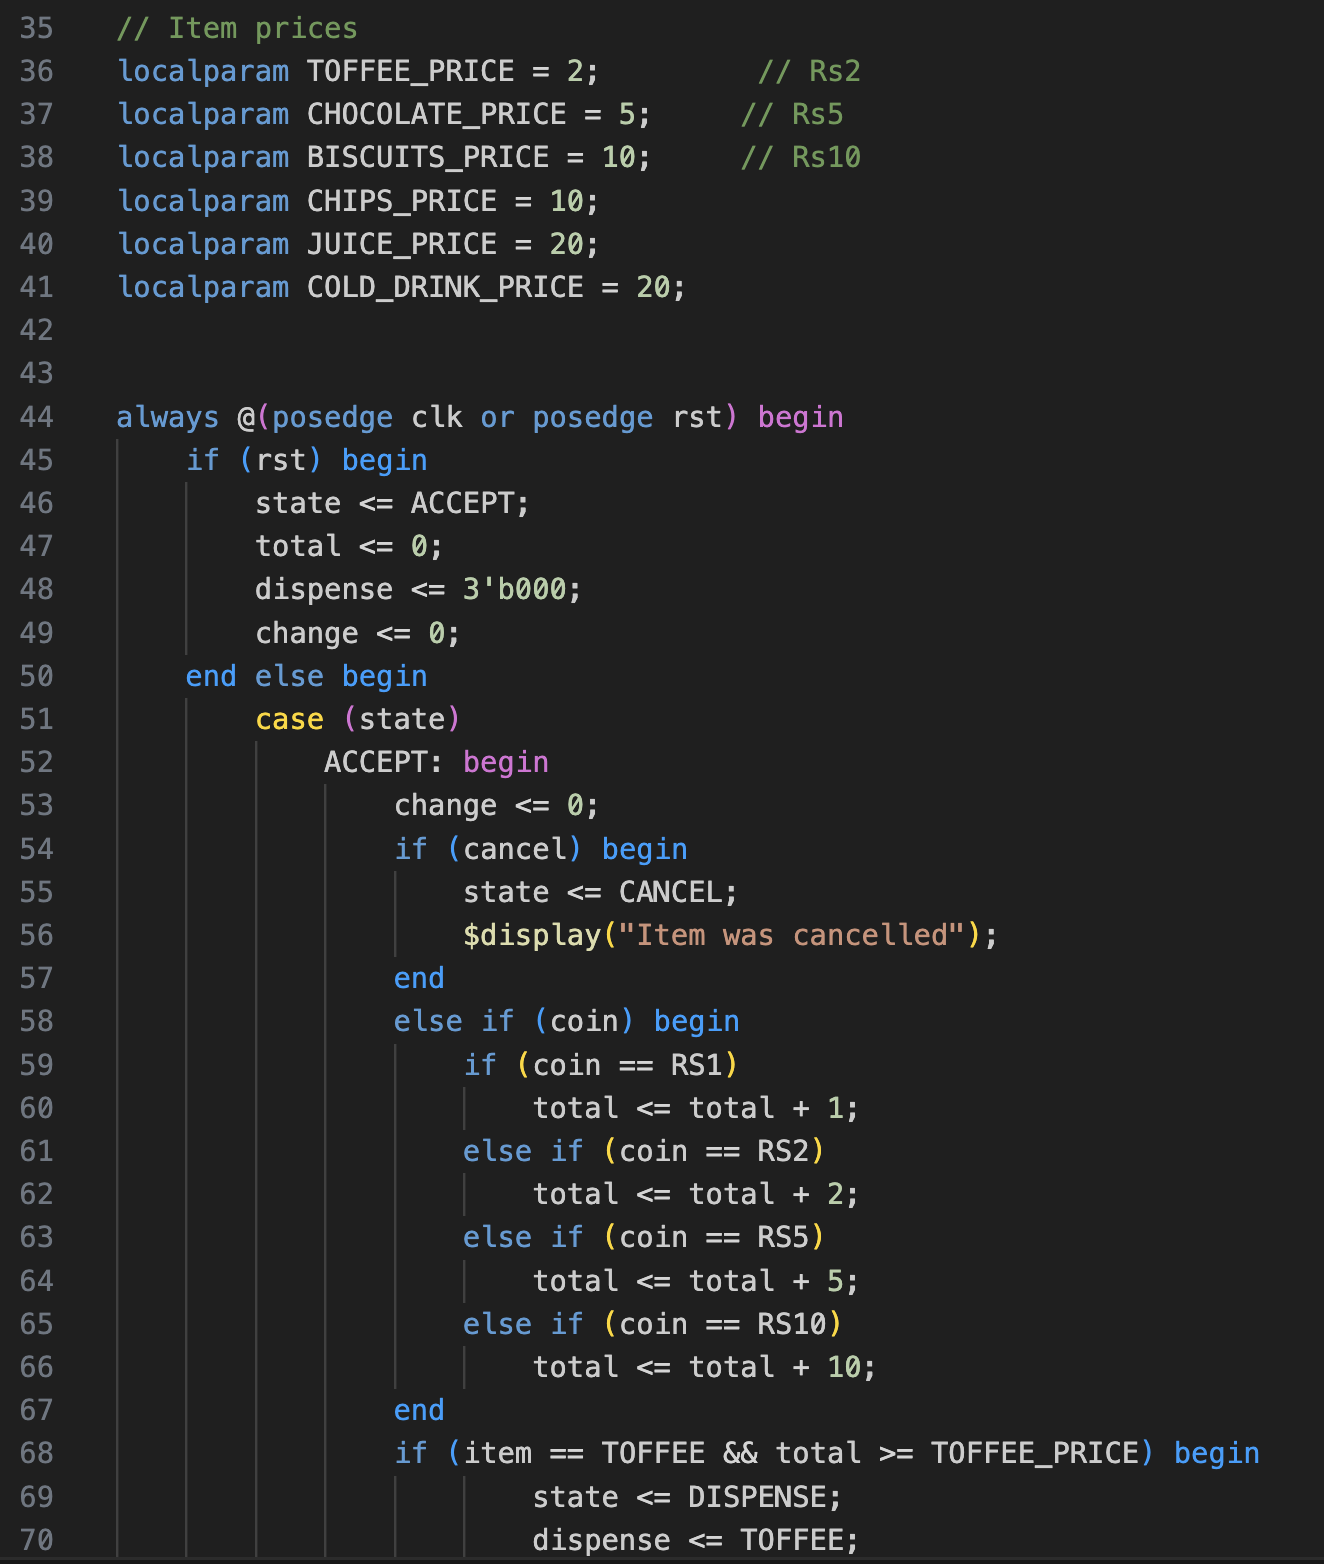 35 // Item prices
36 localparam TOFFEE_PRICE = 2; // Rs2
37 localparam CHOCOLATE_PRICE = 5; // Rs5
38 localparam BISCUITS_PRICE = 10; // Rs10
39 localparam CHIPS_PRICE = 10;
40 localparam JUICE_PRICE = 20;
41 localparam COLD_DRINK_PRICE = 20;
42
43
44 always @(posedge clk or posedge rst) begin
45 if (rst) begin
46 state <= ACCEPT;
47 total <= 0;
48 dispense <= 3'b000;
49 change <= 0;
50 end else begin
51 case (state)
52 ACCEPT: begin
53 change <= 0;
54 if (cancel) begin
55 state <= CANCEL;
56 $display("Item was cancelled");
57 end
58 else if (coin) begin
59 if (coin == RS1)
60 total <= total + 1;
61 else if (coin == RS2)
62 total <= total + 2;
63 else if (coin == RS5)
64 total <= total + 5;
65 else if (coin == RS10)
66 total <= total + 10;
67 end
68 if (item == TOFFEE && total >= TOFFEE_PRICE) begin
69 state <= DISPENSE;
70 dispense <= TOFFEE;